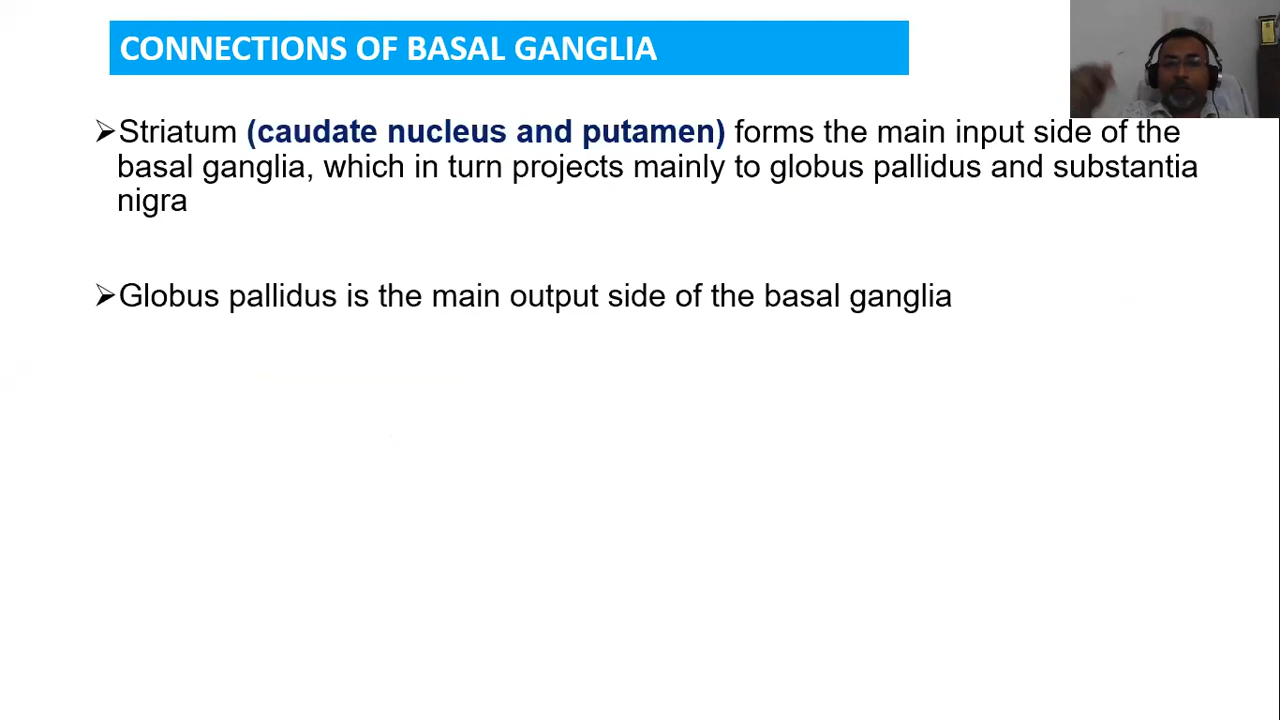 CONNECTIONS OF BASAL GANGLIA
➢Striatum (caudate nucleus and putamen) forms the main input side of the
basal ganglia, which in turn projects mainly to globus pallidus and substantia
nigra
➢Globus pallidus is the main output side of the basal ganglia